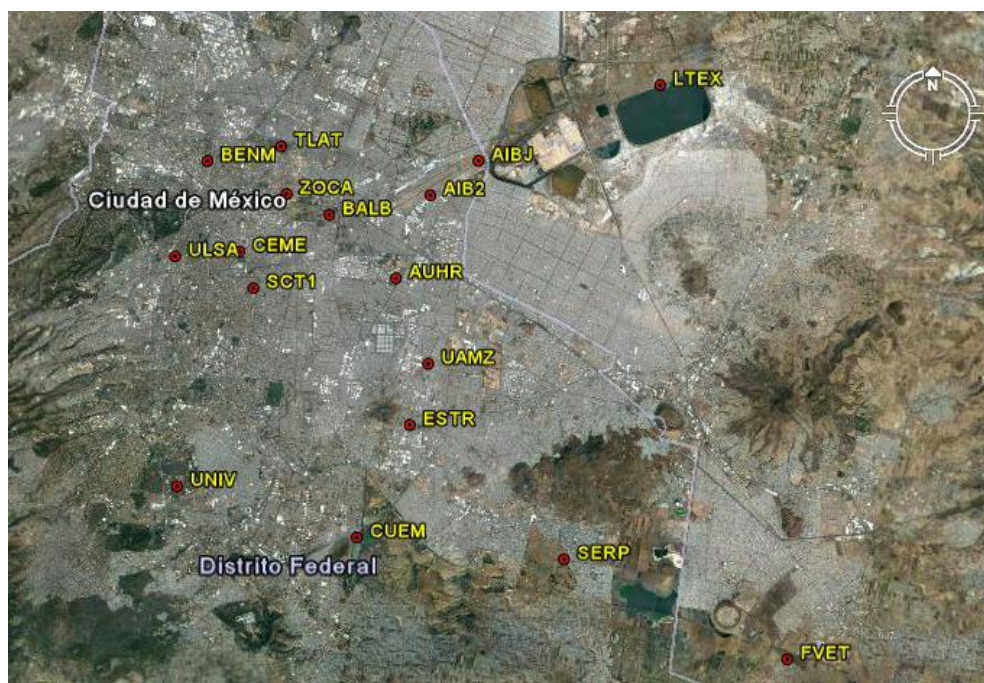 LTEX
N
TLAT
BENM
AIBJ
ZOCA
AIB2
Ciudad de México
BALB
ULSA
CEME
AUHR
SCT1
UAMZ
ESTR
UNIV
CUEM
SERP
Distrito Federal
FVET